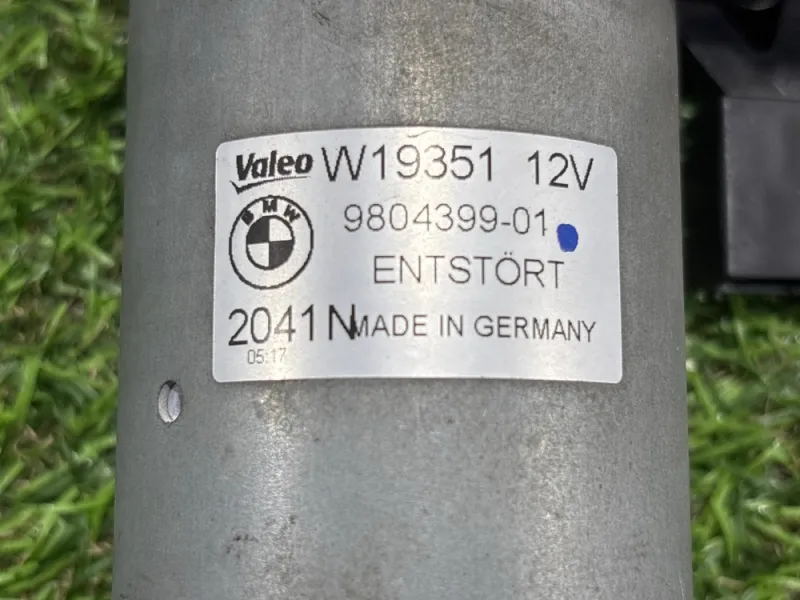 Valeo W19351 12V
BMW 9804399-01
ENTSTÖRT
2041N MADE IN GERMANY
05:17